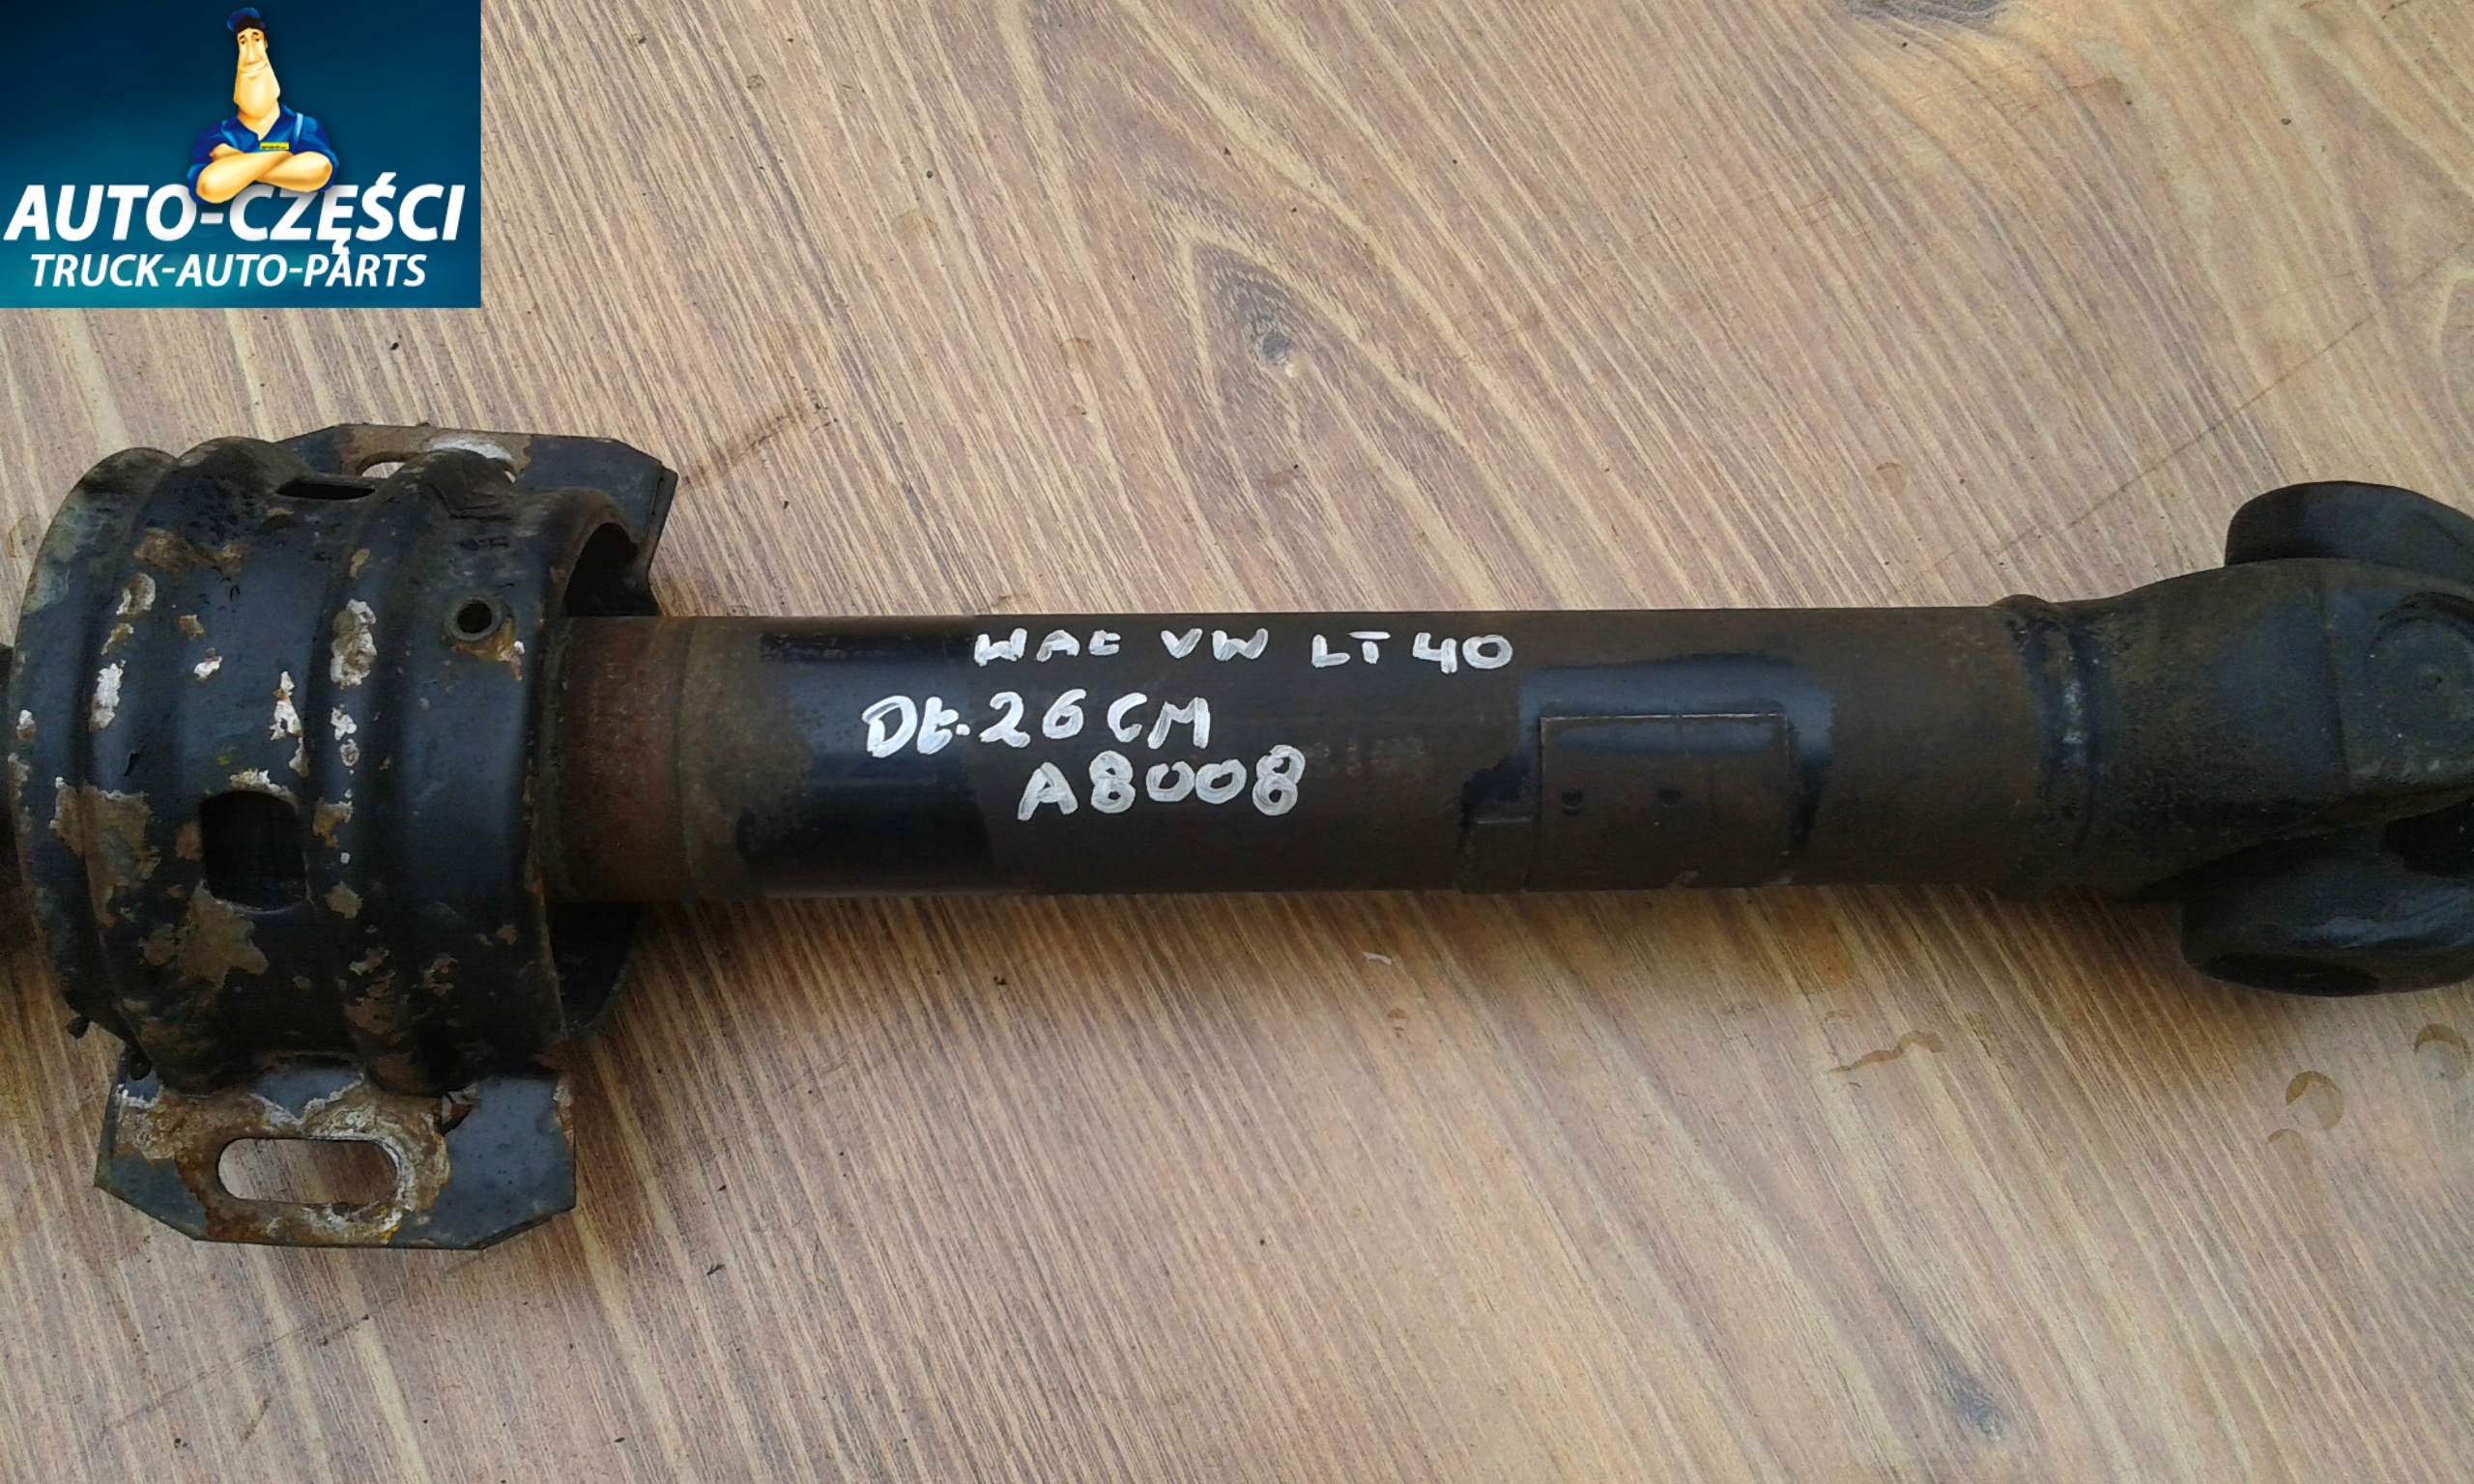 AUTO-CZĘŚCI
TRUCK-AUTO-PARTS
WAŁ VW LT 40
DŁ. 26 CM
A8008